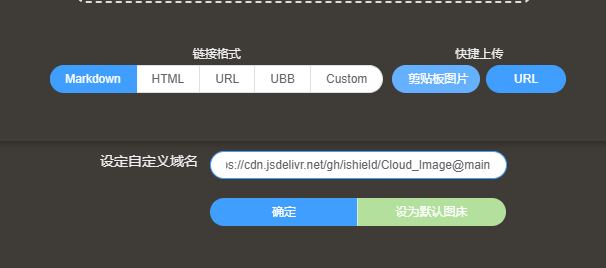 链接格式 快捷上传
Markdown HTML URL UBB Custom 剪贴板图片 URL
设定自定义域名 ps://cdn.jsdelivr.net/gh/ishield/Cloud_Image@main
确定 设为默认图床